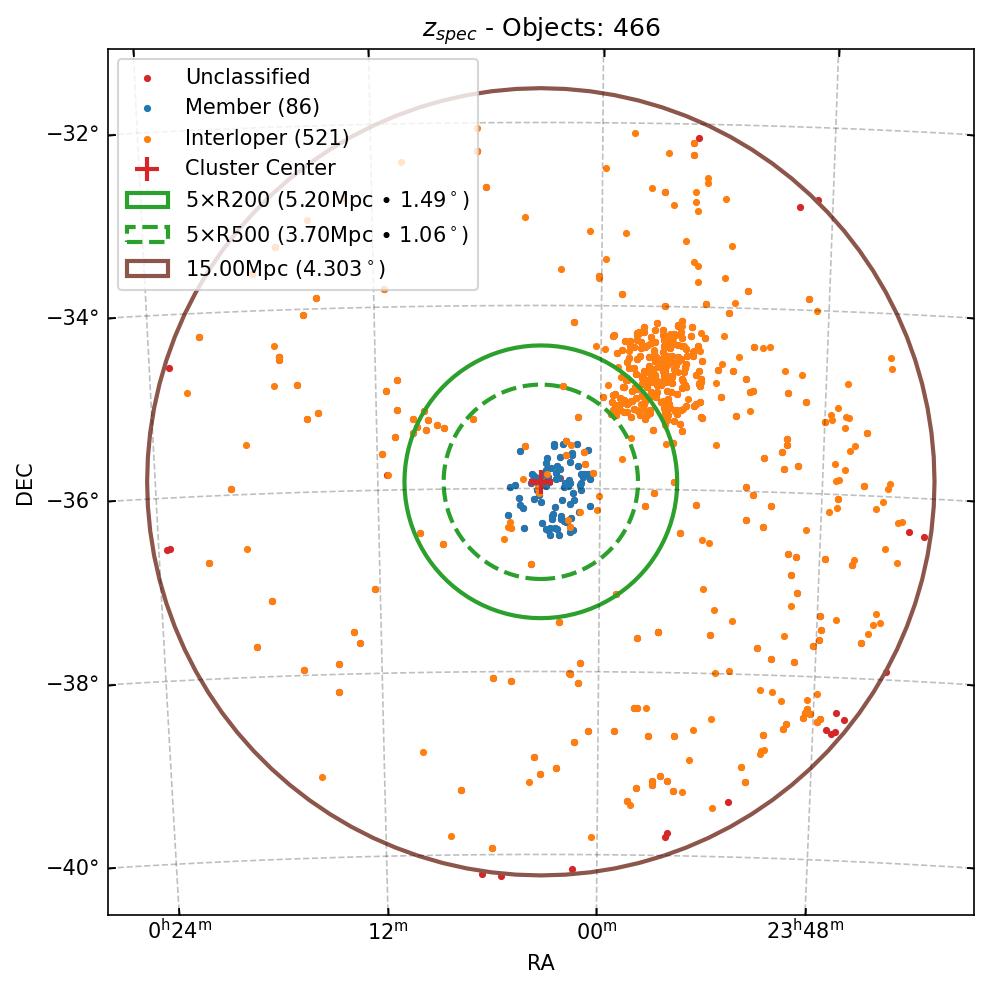 z_spec - Objects: 466
Unclassified
Member (86)
Interloper (521)
Cluster Center
5×R200 (5.20Mpc • 1.49°)
5×R500 (3.70Mpc • 1.06°)
15.00Mpc (4.303°)
−32°
−34°
−36°
−38°
−40°
DEC
0ʰ24ᵐ
12ᵐ
00ᵐ
23ʰ48ᵐ
RA